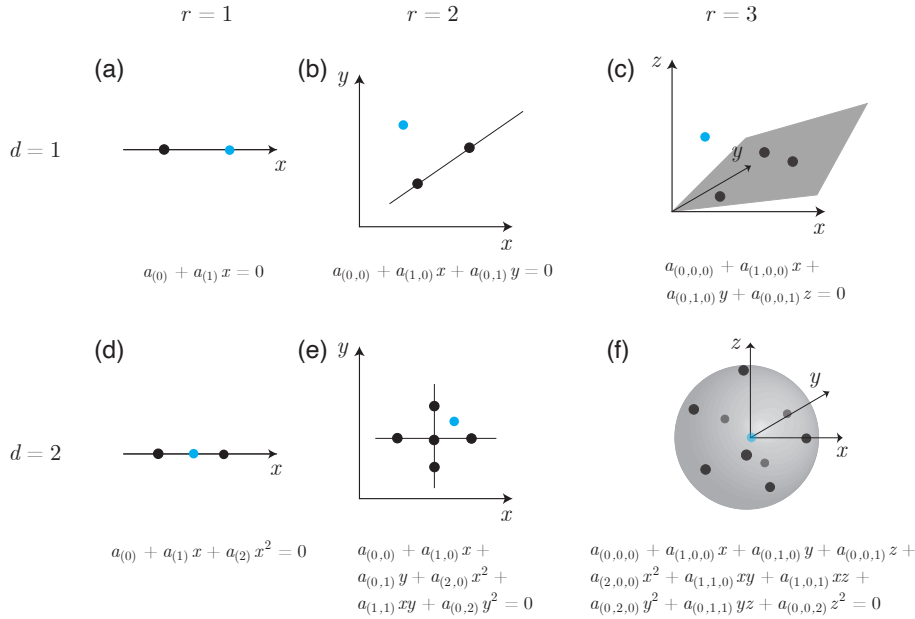 r = 1
r = 2
r = 3
d = 1
(a)
x
a(0) + a(1) x = 0
(b)
y
x
a(0,0) + a(1,0) x + a(0,1) y = 0
(c)
z
y
x
a(0,0,0) + a(1,0,0) x +
a(0,1,0) y + a(0,0,1) z = 0
d = 2
(d)
x
a(0) + a(1) x + a(2) x² = 0
(e)
y
x
a(0,0) + a(1,0) x +
a(0,1) y + a(2,0) x² +
a(1,1) xy + a(0,2) y² = 0
(f)
z
y
x
a(0,0,0) + a(1,0,0) x + a(0,1,0) y + a(0,0,1) z +
a(2,0,0) x² + a(1,1,0) xy + a(1,0,1) xz +
a(0,2,0) y² + a(0,1,1) yz + a(0,0,2) z² = 0